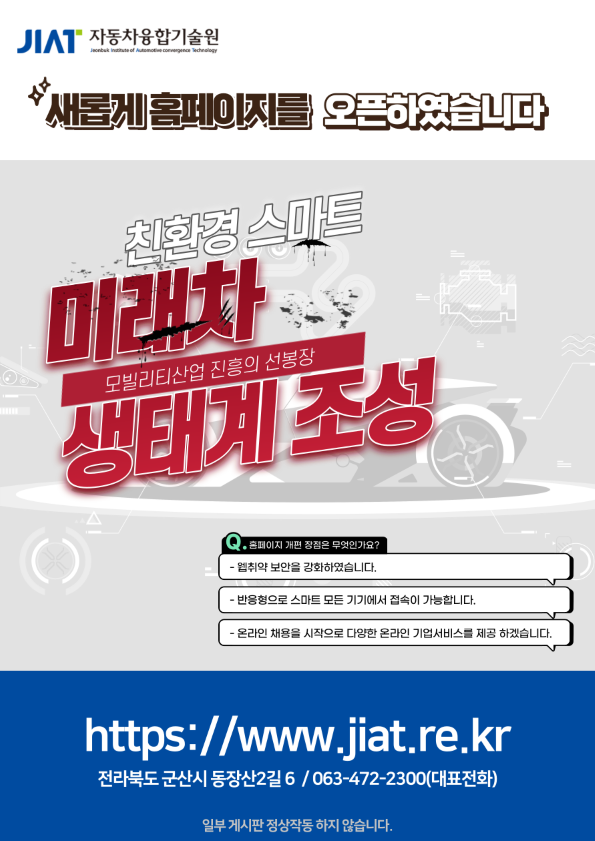 JIAT 자동차융합기술원
Jeonbuk Institute of Automotive convergence Technology
새롭게 홈페이지를 오픈하였습니다
친환경 스마트
미래차
모빌리티산업 진흥의 선봉장
생태계 조성
Q. 홈페이지 개편 장점은 무엇인가요?
- 웹취약 보안을 강화하였습니다.
- 반응형으로 스마트 모든 기기에서 접속이 가능합니다.
- 온라인 채용을 시작으로 다양한 온라인 기업서비스를 제공 하겠습니다.
https://www.jiat.re.kr
전라북도 군산시 동장산2길 6 / 063-472-2300(대표전화)
일부 게시판 정상작동 하지 않습니다.